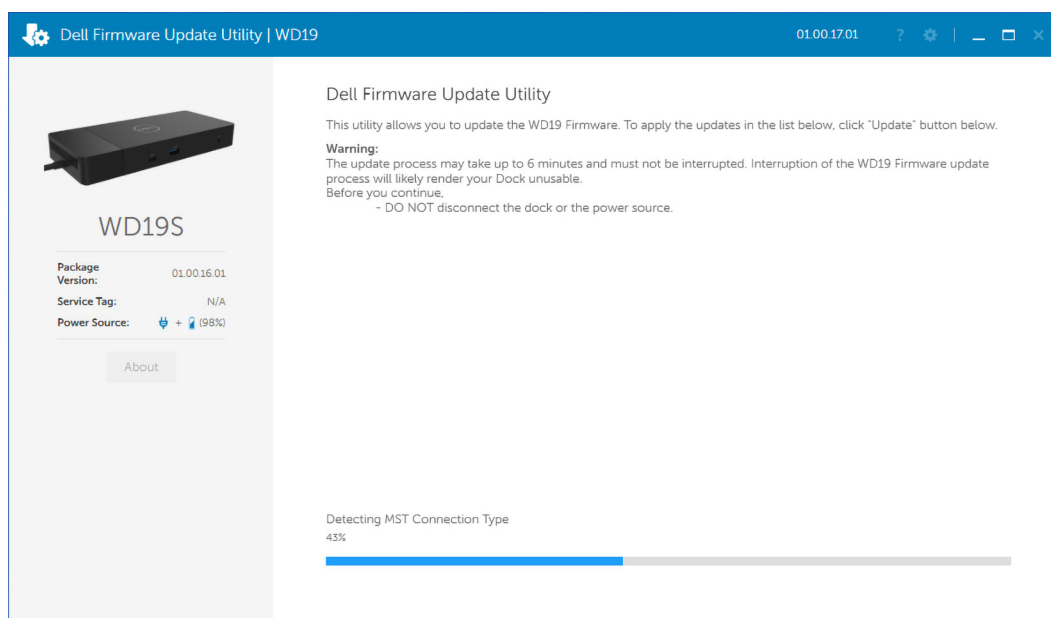 Dell Firmware Update Utility | WD19
01.00.17.01
?
Dell Firmware Update Utility
This utility allows you to update the WD19 Firmware. To apply the updates in the list below, click "Update" button below.
Warning:
The update process may take up to 6 minutes and must not be interrupted. Interruption of the WD19 Firmware update
process will likely render your Dock unusable.
Before you continue,
- DO NOT disconnect the dock or the power source.
WD19S
Package
Version: 01.00.16.01
Service Tag: N/A
Power Source: + (98%)
About
Detecting MST Connection Type
43%